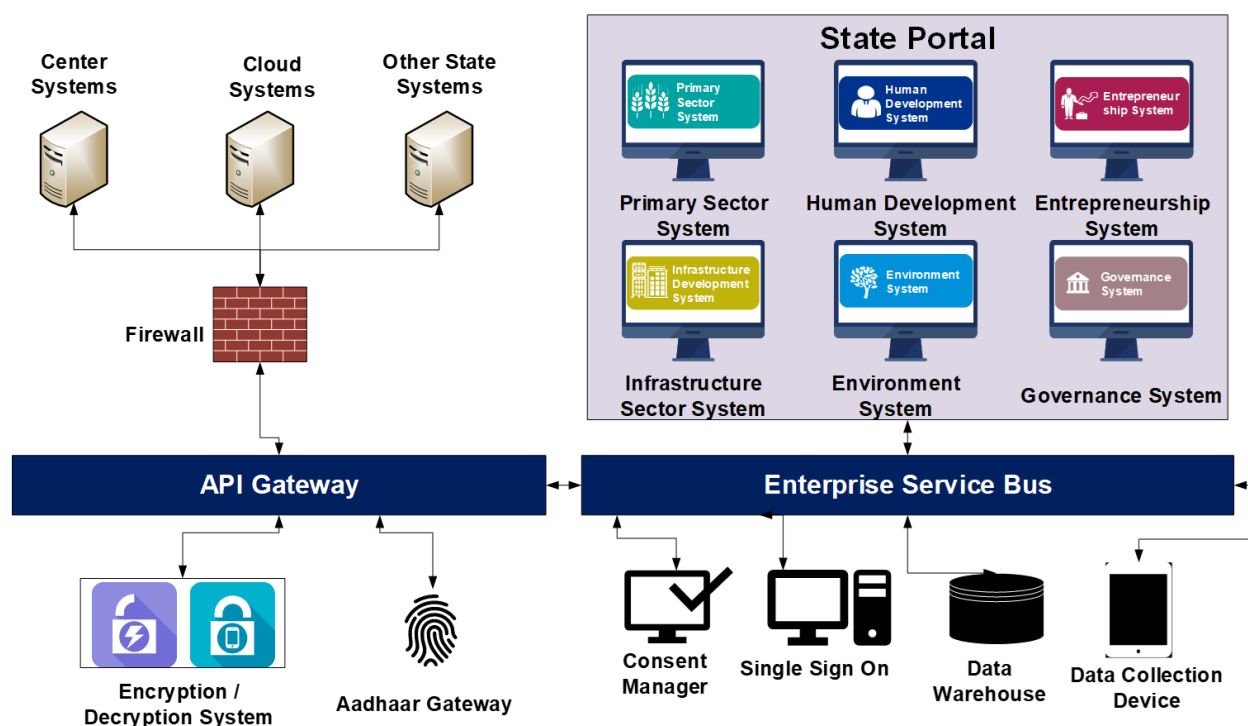 Center
Systems
Cloud
Systems
Other State
Systems
Firewall
State Portal
Primary
Sector
System
Human
Development
System
Entrepreneur
ship System
Primary Sector
System
Human Development
System
Entrepreneurship
System
Infrastructure
Development
System
Environment
System
Governance
System
Infrastructure
Sector System
Environment
System
Governance System
API Gateway
Enterprise Service Bus
Encryption /
Decryption System
Aadhaar Gateway
Consent
Manager
Single Sign On
Data
Warehouse
Data Collection
Device